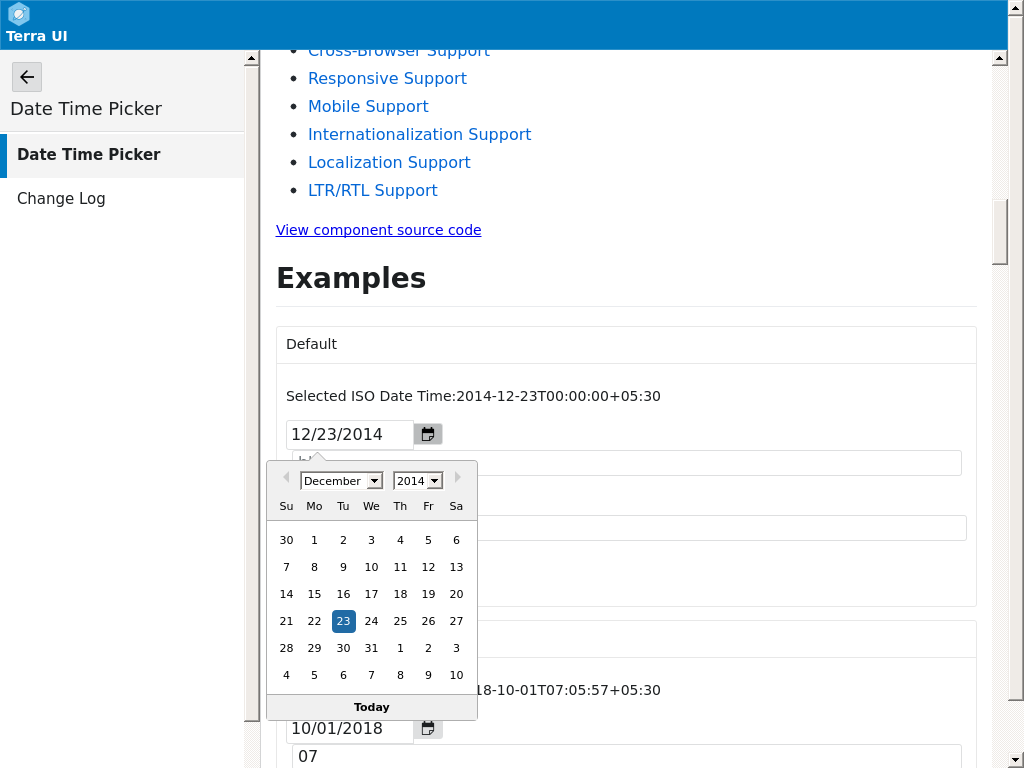 Terra UI
Date Time Picker
Date Time Picker
Change Log
Cross-Browser Support
Responsive Support
Mobile Support
Internationalization Support
Localization Support
LTR/RTL Support
View component source code
Examples
Default
Selected ISO Date Time:2014-12-23T00:00:00+05:30
12/23/2014
December 2014
Su Mo Tu We Th Fr Sa
30 1 2 3 4 5 6
7 8 9 10 11 12 13
14 15 16 17 18 19 20
21 22 23 24 25 26 27
28 29 30 31 1 2 3
4 5 6 7 8 9 10
Today
18-10-01T07:05:57+05:30
10/01/2018
07